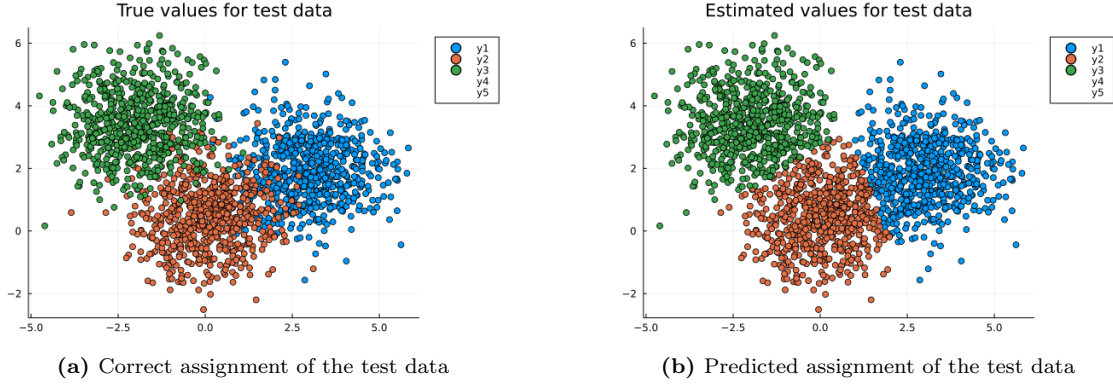 True values for test data
6
4
2
0
−2
−5.0
−2.5
0.0
2.5
5.0
y1
y2
y3
y4
y5
(a) Correct assignment of the test data
Estimated values for test data
6
4
2
0
−2
−5.0
−2.5
0.0
2.5
5.0
y1
y2
y3
y4
y5
(b) Predicted assignment of the test data